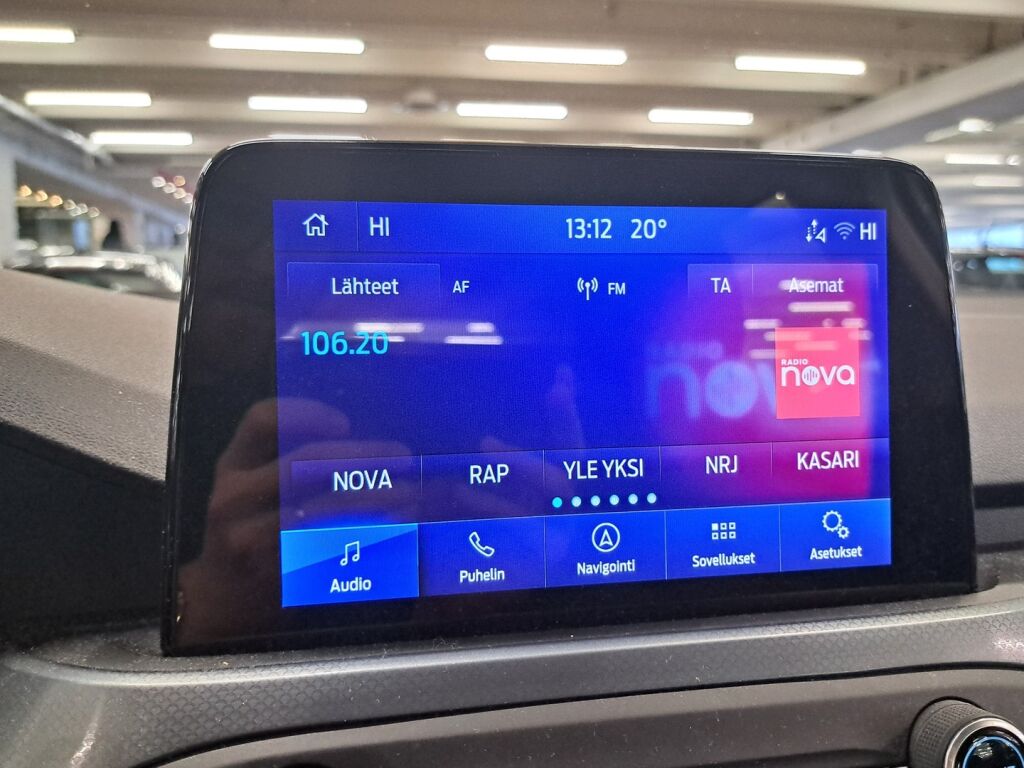 HI 13:12 20° HI
Lähteet AF FM TA Asemat
106.20
RADIO
nova
NOVA RAP YLE YKSI NRJ KASARI
Audio Puhelin Navigointi Sovellukset Asetukset